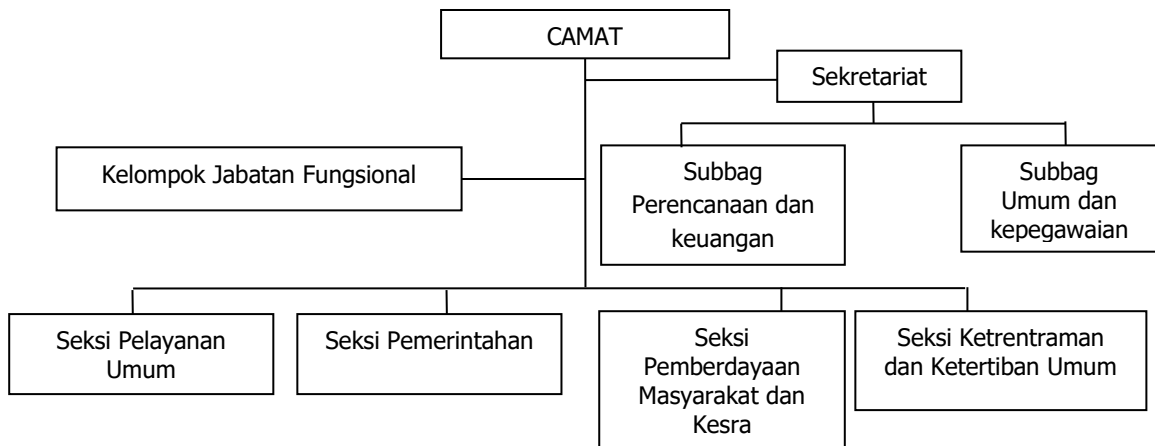 CAMAT
Sekretariat
Kelompok Jabatan Fungsional
Subbag
Perencanaan dan
keuangan
Subbag
Umum dan
kepegawaian
Seksi Pelayanan
Umum
Seksi Pemerintahan
Seksi
Pemberdayaan
Masyarakat dan
Kesra
Seksi Ketrentraman
dan Ketertiban Umum